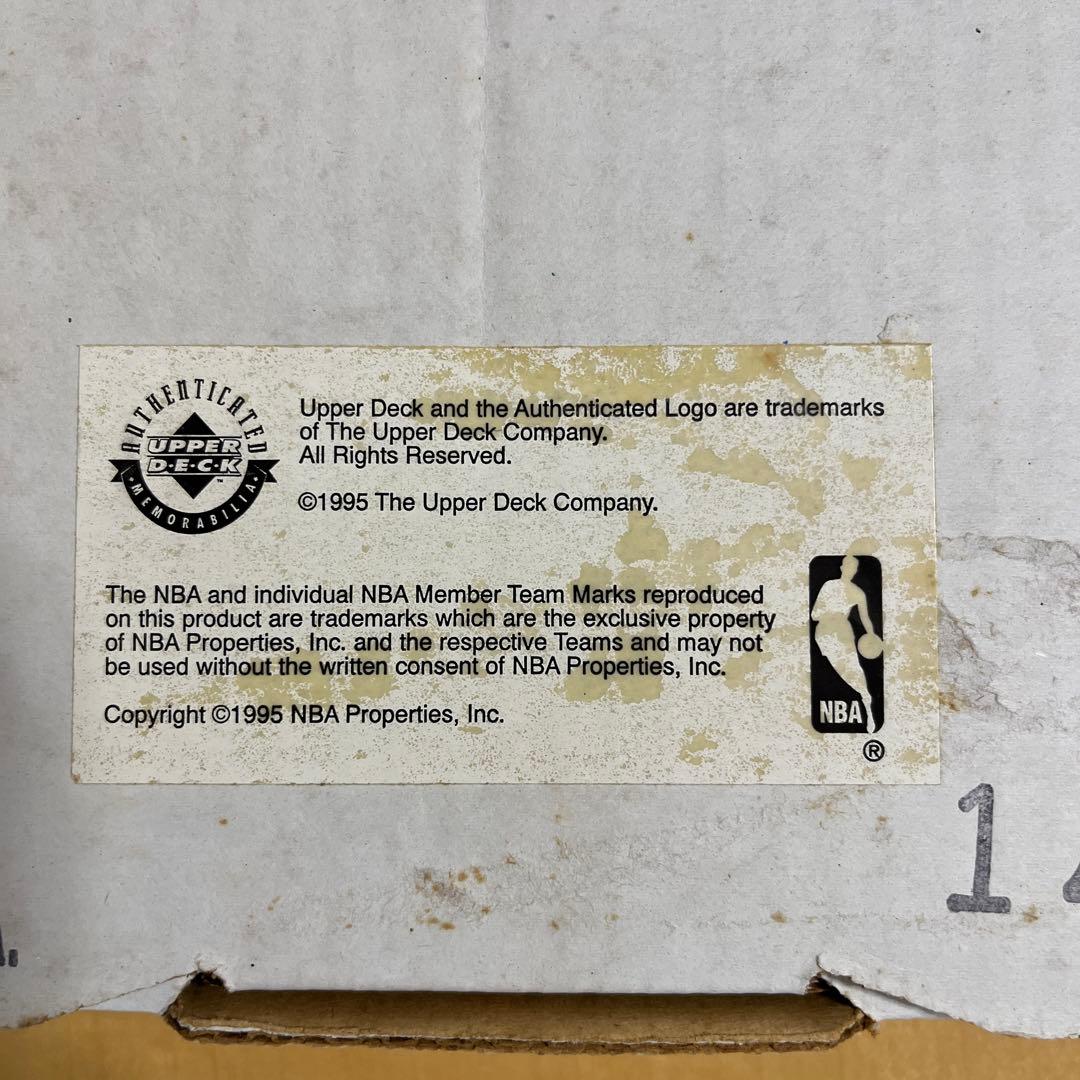 AUTHENTICATED
UPPER
D·E·C·K
™
MEMORABILIA
Upper Deck and the Authenticated Logo are trademarks
of The Upper Deck Company.
All Rights Reserved.
©1995 The Upper Deck Company.
The NBA and individual NBA Member Team Marks reproduced
on this product are trademarks which are the exclusive property
of NBA Properties, Inc. and the respective Teams and may not
be used without the written consent of NBA Properties, Inc.
Copyright ©1995 NBA Properties, Inc.
NBA
®
1